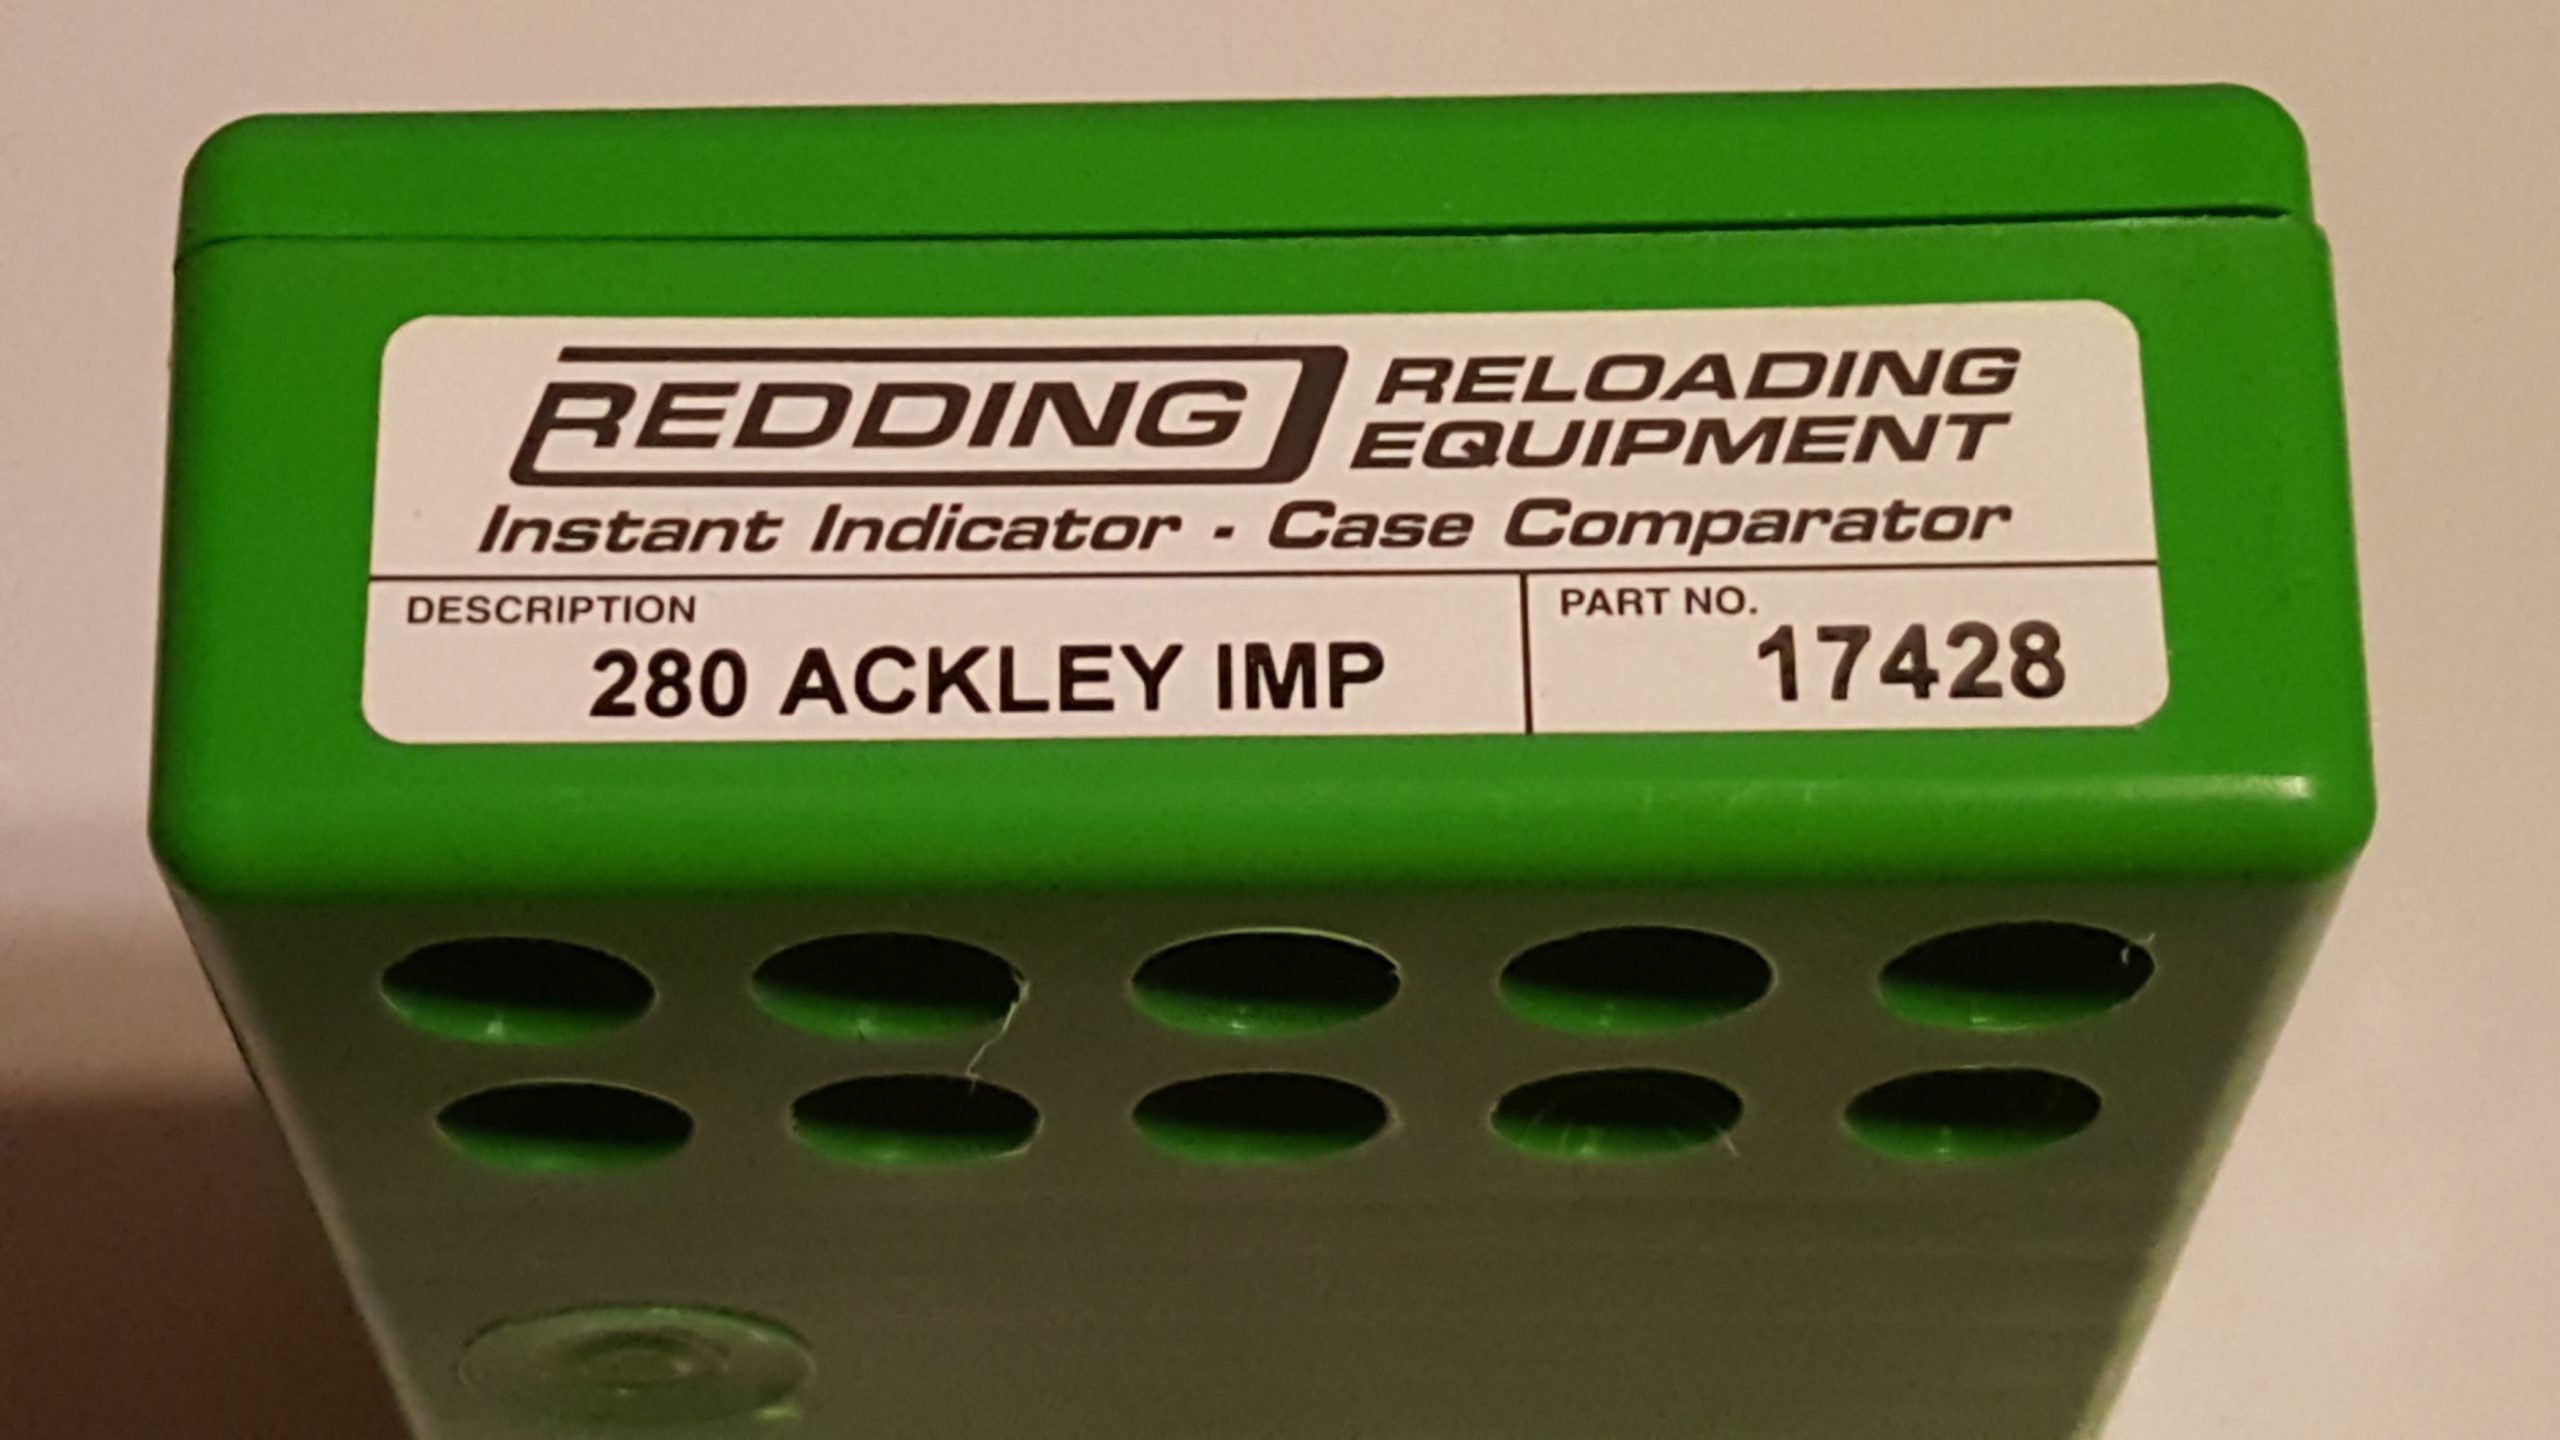 REDDING RELOADING
EQUIPMENT
Instant Indicator - Case Comparator
DESCRIPTION
280 ACKLEY IMP
PART NO.
17428